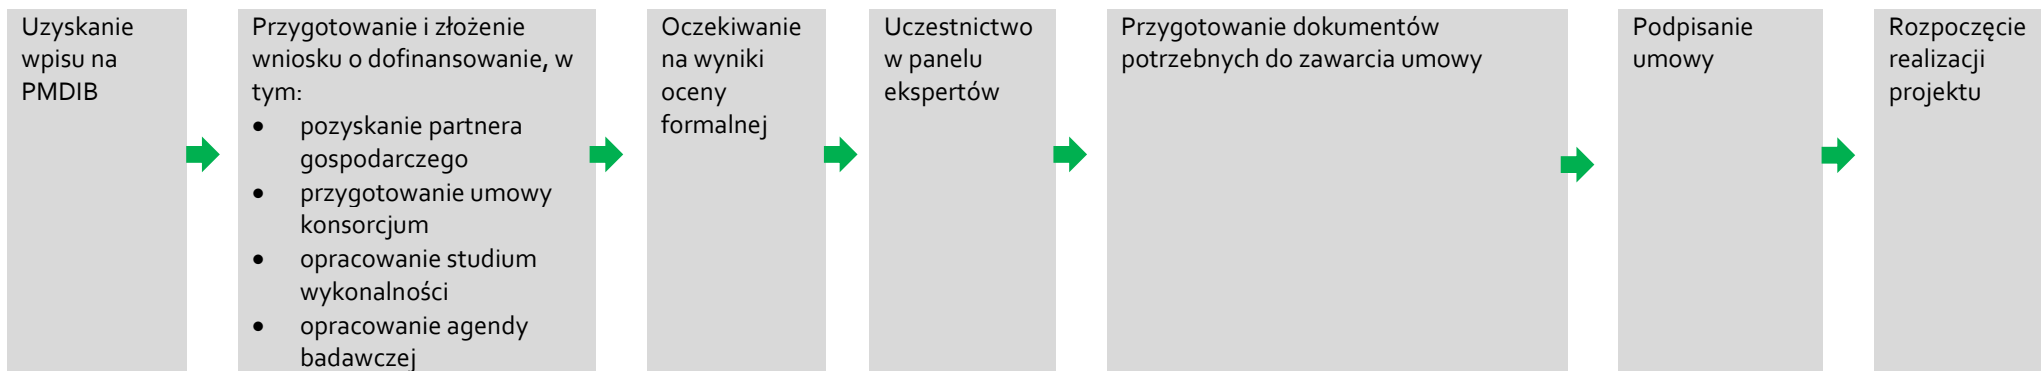 Uzyskanie
wpisu na
PMDIB
Przygotowanie i złożenie
wniosku o dofinansowanie, w
tym:
• pozyskanie partnera
gospodarczego
• przygotowanie umowy
konsorcjum
• opracowanie studium
wykonalności
• opracowanie agendy
badawczej
Oczekiwanie
na wyniki
oceny
formalnej
Uczestnictwo
w panelu
ekspertów
Przygotowanie dokumentów
potrzebnych do zawarcia umowy
Podpisanie
umowy
Rozpoczęcie
realizacji
projektu